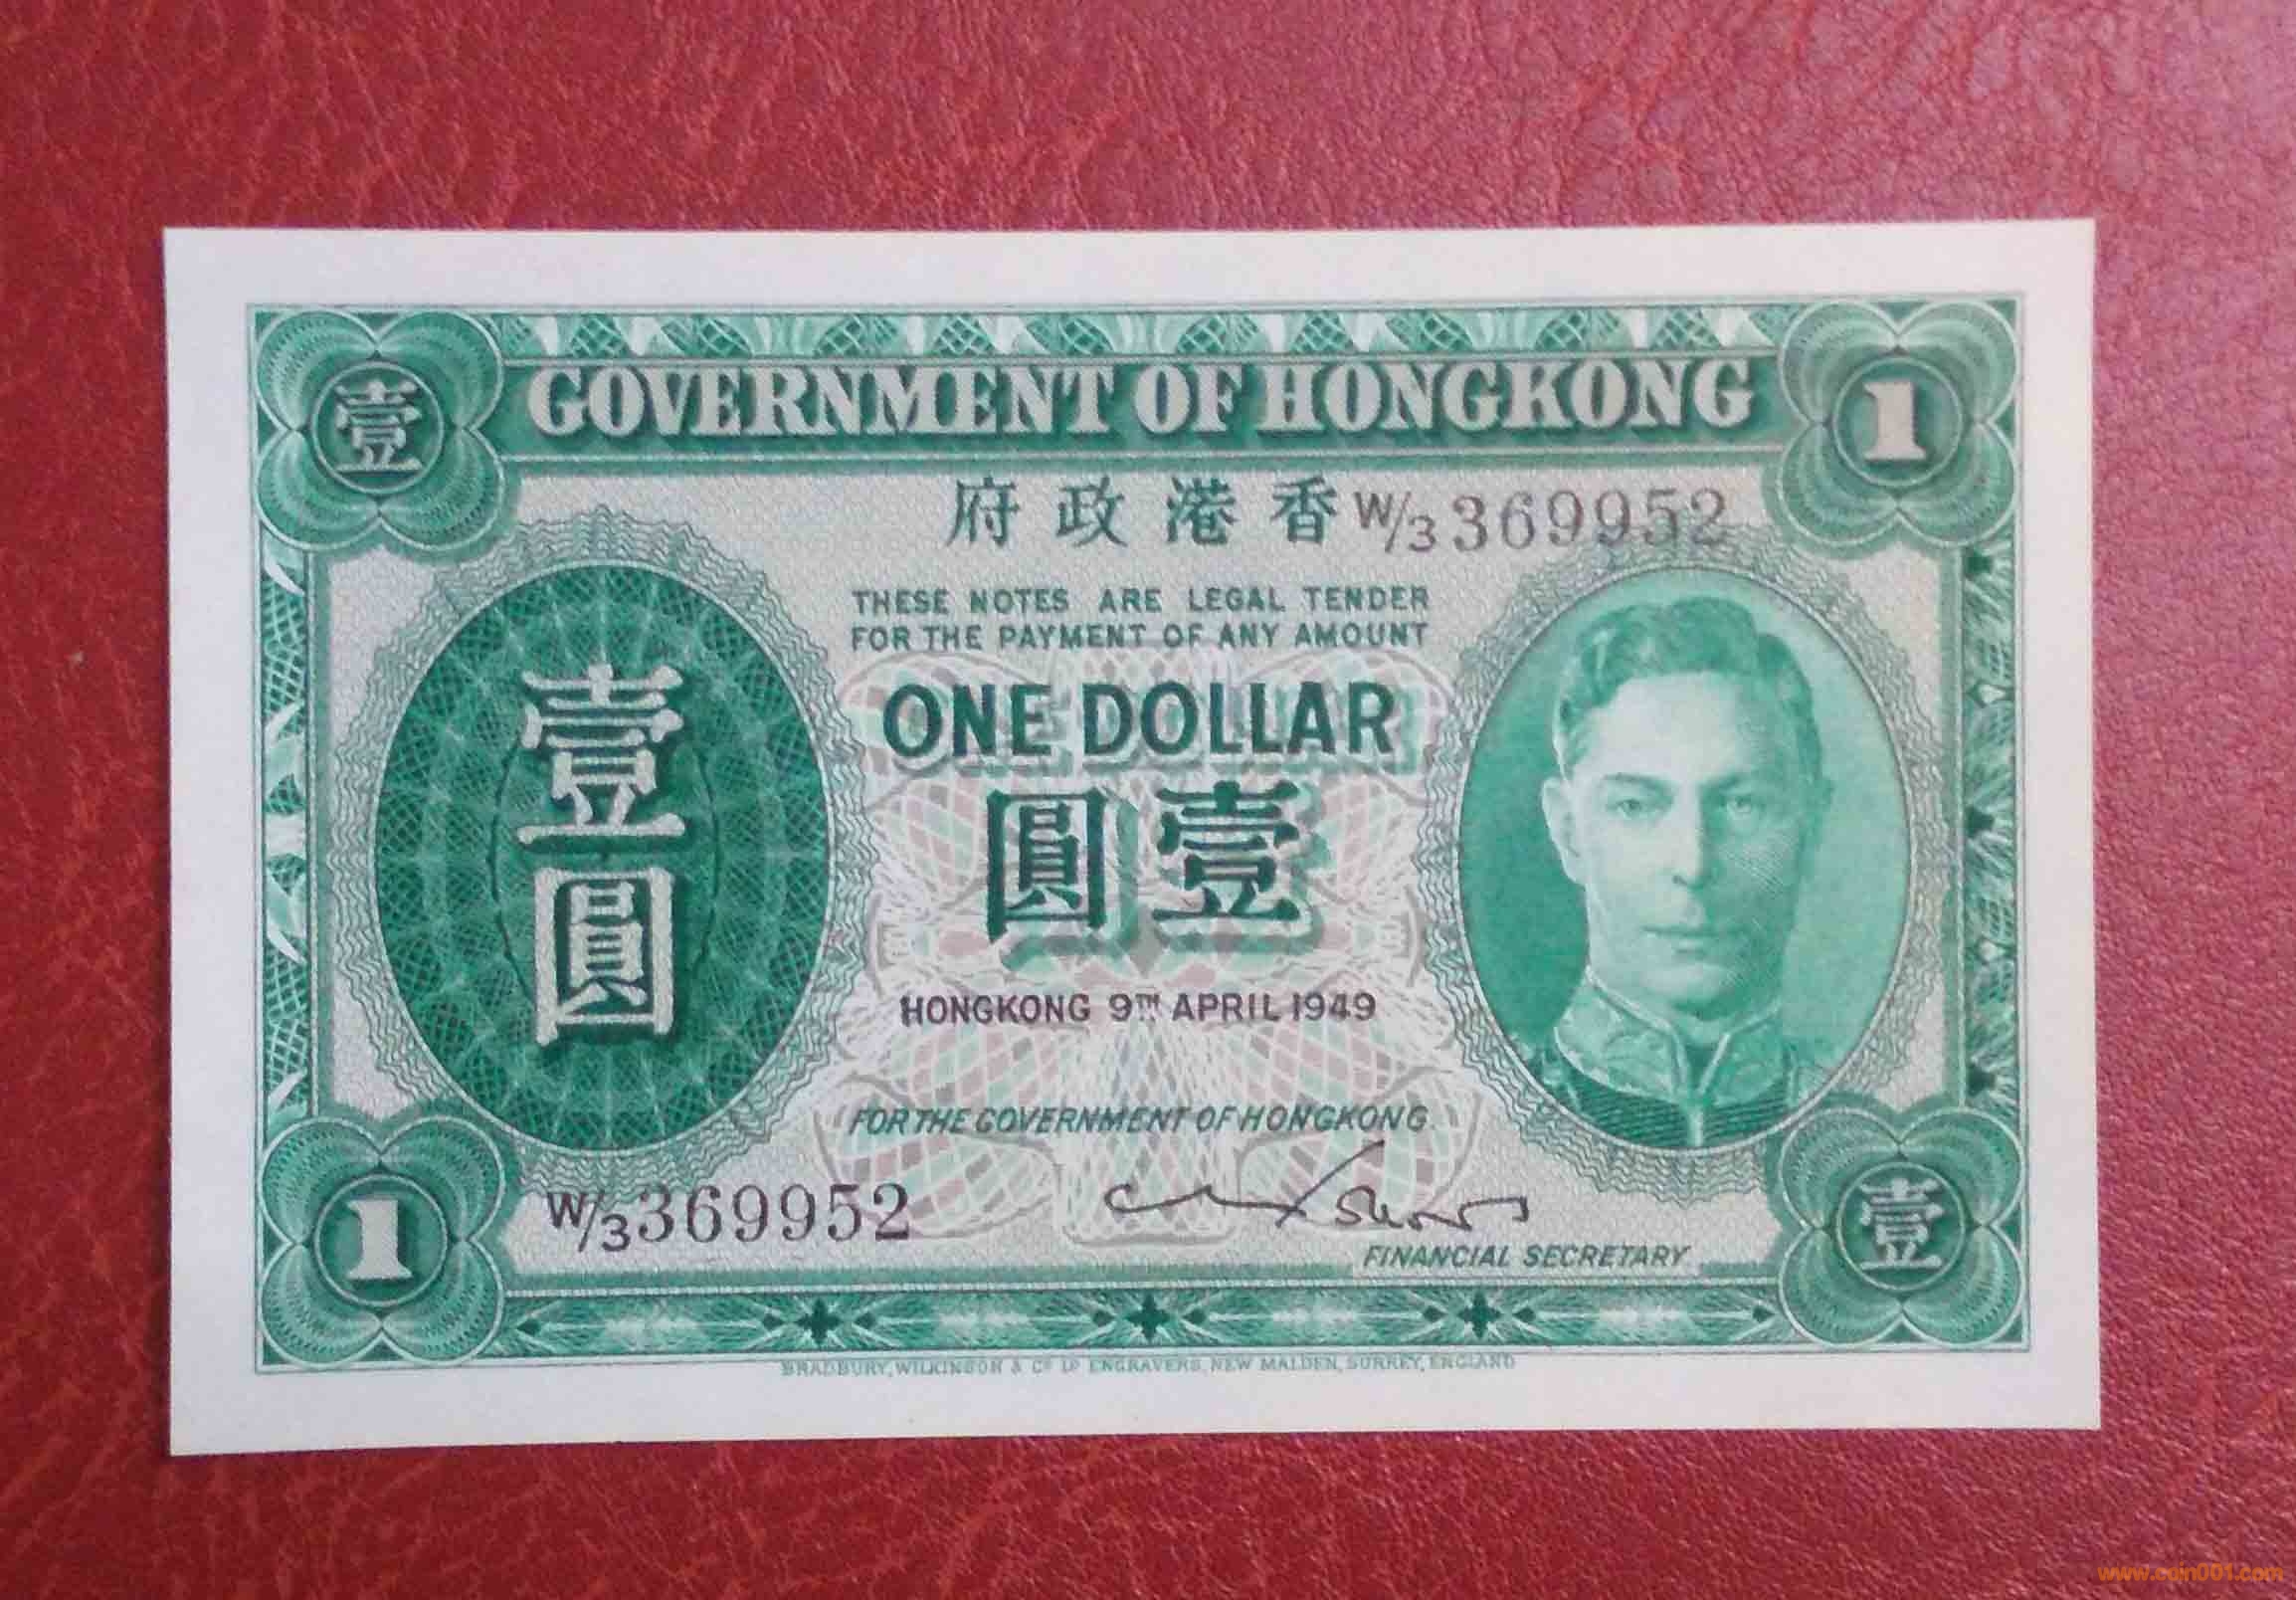 壹
GOVERNMENT OF HONGKONG
1
府政港香 W/3 369952
THESE NOTES ARE LEGAL TENDER
FOR THE PAYMENT OF ANY AMOUNT
ONE DOLLAR
圓壹
壹圓
HONGKONG 9TH APRIL 1949
FOR THE GOVERNMENT OF HONGKONG
W/3 369952
FINANCIAL SECRETARY
1
壹
BRADBURY, WILKINSON & Co Ld ENGRAVERS, NEW MALDEN, SURREY, ENGLAND
www.coin001.com